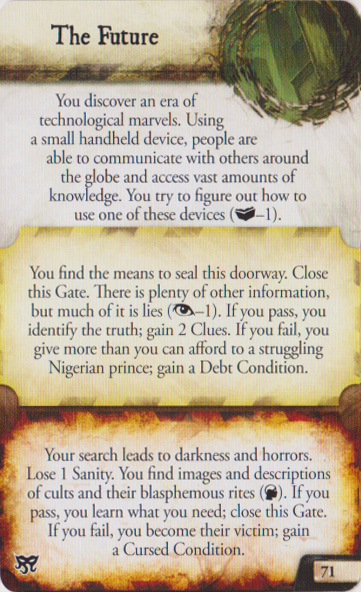 The Future
You discover an era of
technological marvels. Using
a small handheld device, people are
able to communicate with others around
the globe and access vast amounts of
knowledge. You try to figure out how to
use one of these devices (–1).
You find the means to seal this doorway. Close
this Gate. There is plenty of other information,
but much of it is lies (–1). If you pass, you
identify the truth; gain 2 Clues. If you fail, you
give more than you can afford to a struggling
Nigerian prince; gain a Debt Condition.
Your search leads to darkness and horrors.
Lose 1 Sanity. You find images and descriptions
of cults and their blasphemous rites (). If you
pass, you learn what you need; close this Gate.
If you fail, you become their victim; gain
a Cursed Condition.
71